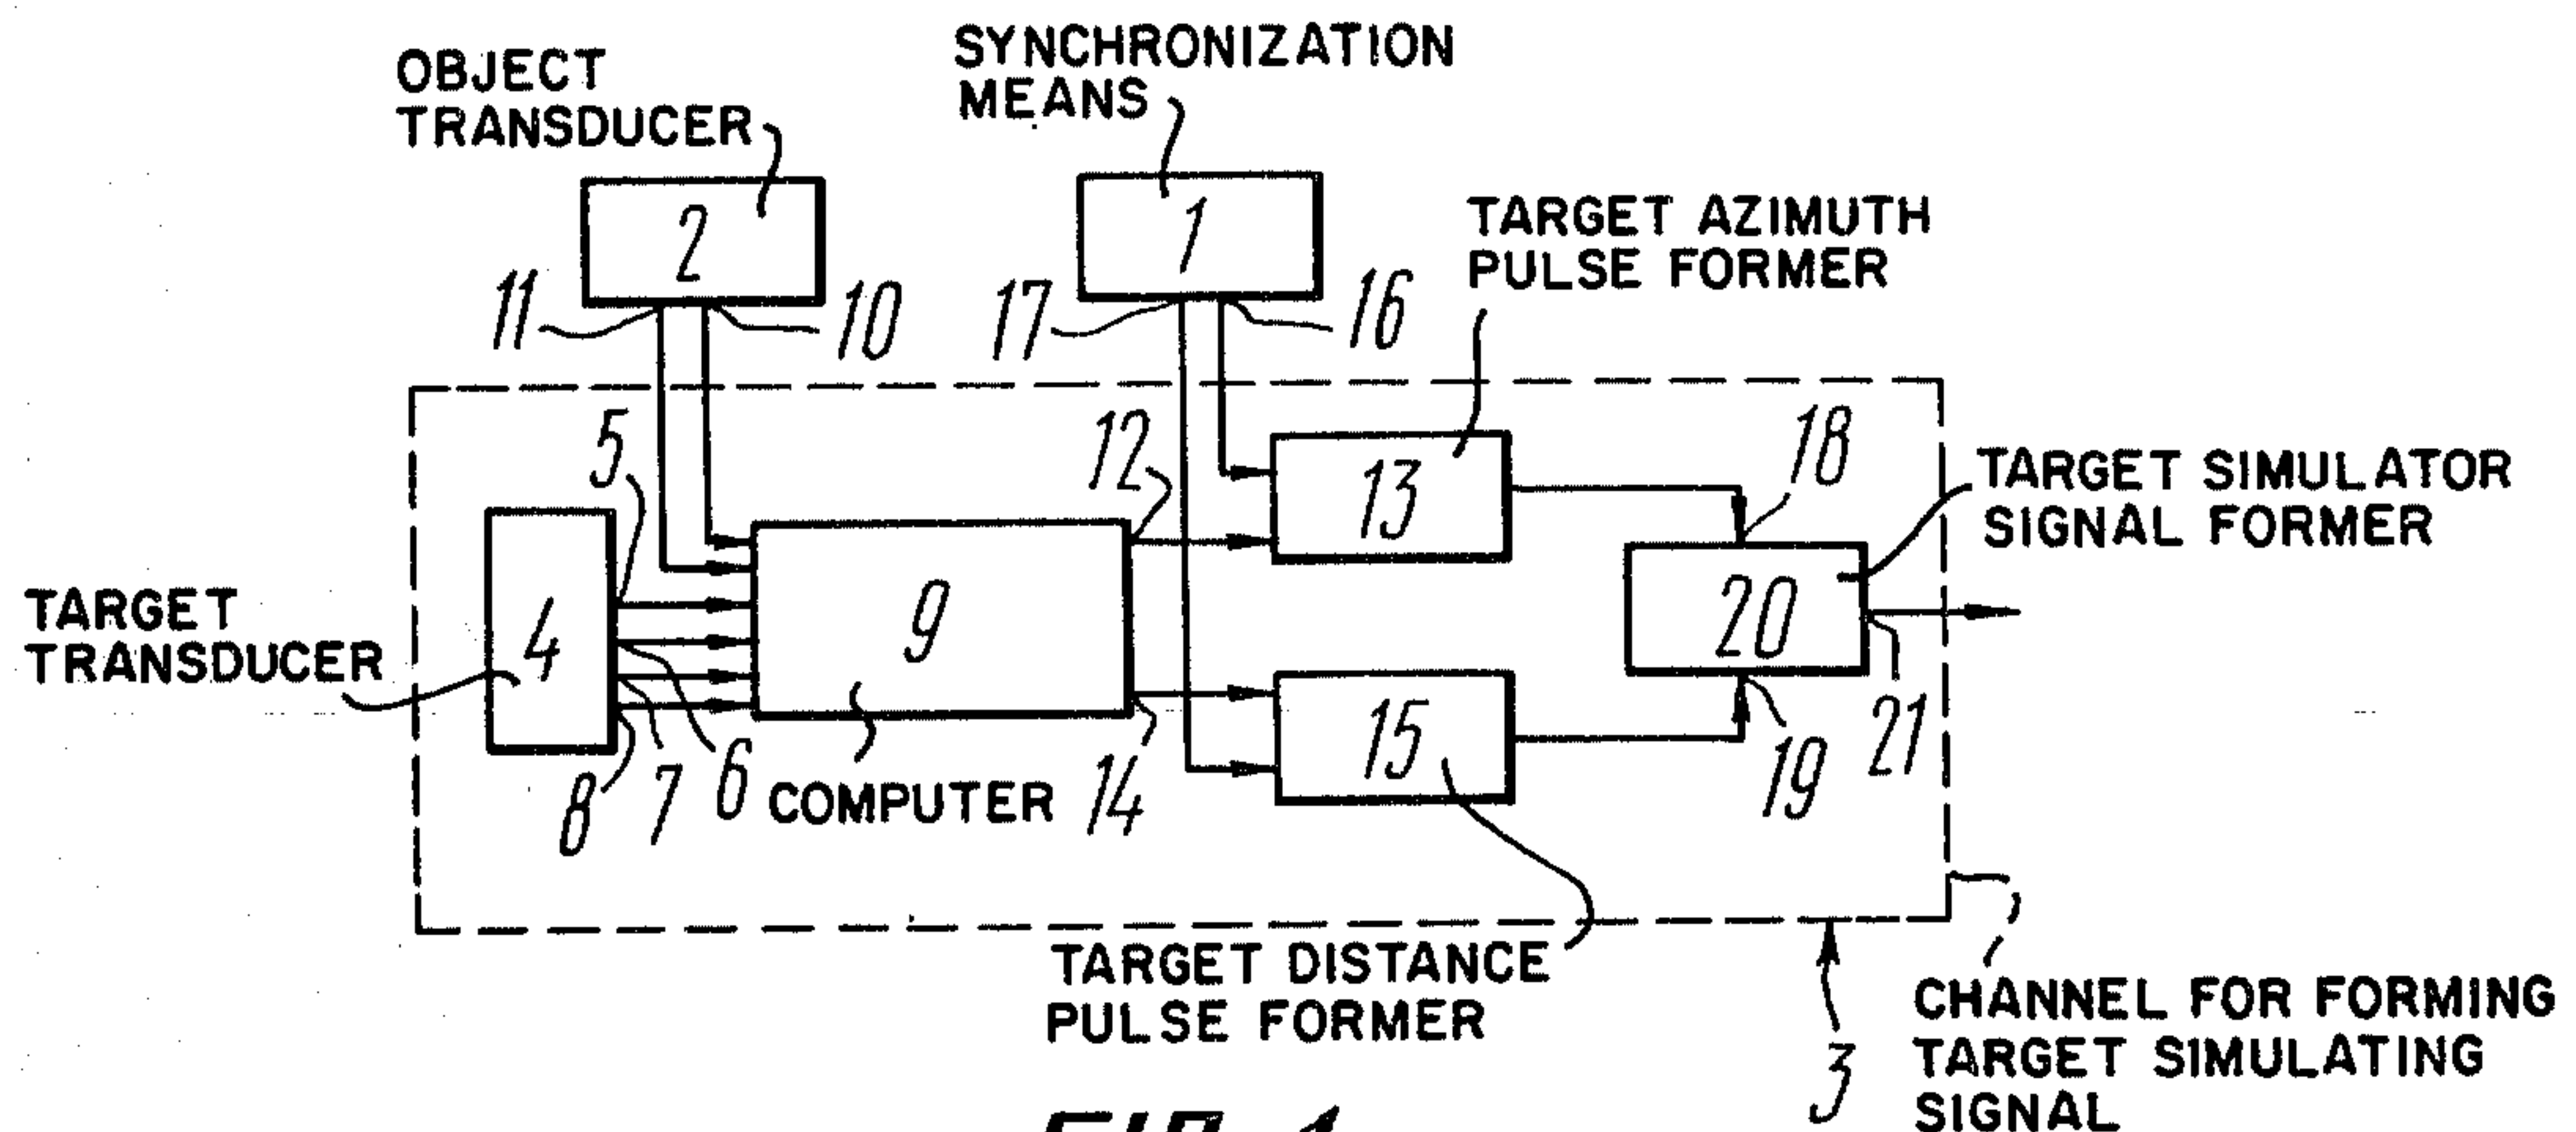 OBJECT
TRANSDUCER
SYNCHRONIZATION
MEANS
2
1
TARGET AZIMUTH
PULSE FORMER
11
10
17
16
5
12
13
18
TARGET SIMULATOR
SIGNAL FORMER
TARGET
TRANSDUCER
4
9
20
8
7
6
COMPUTER
14
15
19
21
TARGET DISTANCE
PULSE FORMER
3
CHANNEL FOR FORMING
TARGET SIMULATING
SIGNAL